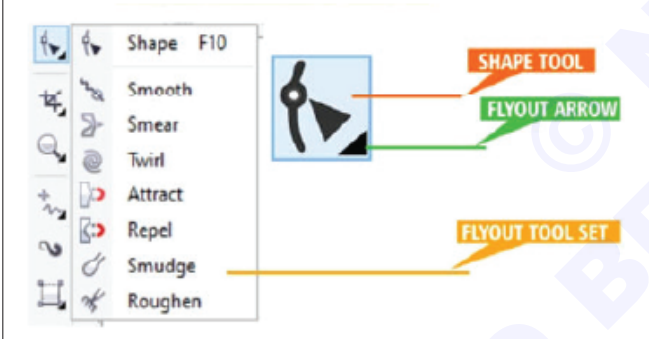 Shape F10
Smooth
Smear
Twirl
Attract
Repel
Smudge
Roughen
SHAPE TOOL
FLYOUT ARROW
FLYOUT TOOL SET